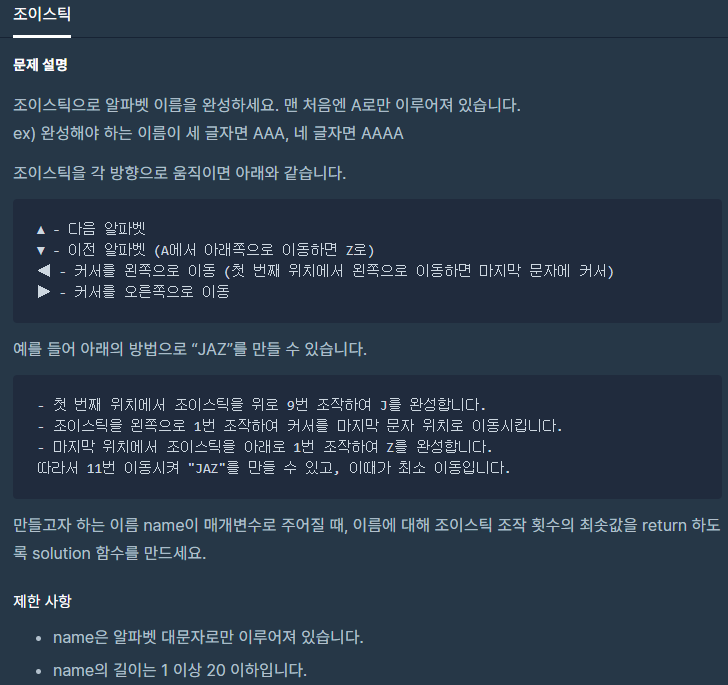 조이스틱
문제 설명
조이스틱으로 알파벳 이름을 완성하세요. 맨 처음엔 A로만 이루어져 있습니다.
ex) 완성해야 하는 이름이 세 글자면 AAA, 네 글자면 AAAA
조이스틱을 각 방향으로 움직이면 아래와 같습니다.
▲ - 다음 알파벳
▼ - 이전 알파벳 (A에서 아래쪽으로 이동하면 Z로)
◀ - 커서를 왼쪽으로 이동 (첫 번째 위치에서 왼쪽으로 이동하면 마지막 문자에 커서)
▶ - 커서를 오른쪽으로 이동
예를 들어 아래의 방법으로 “JAZ”를 만들 수 있습니다.
- 첫 번째 위치에서 조이스틱을 위로 9번 조작하여 J를 완성합니다.
- 조이스틱을 왼쪽으로 1번 조작하여 커서를 마지막 문자 위치로 이동시킵니다.
- 마지막 위치에서 조이스틱을 아래로 1번 조작하여 Z를 완성합니다.
따라서 11번 이동시켜 "JAZ"를 만들 수 있고, 이때가 최소 이동입니다.
만들고자 하는 이름 name이 매개변수로 주어질 때, 이름에 대해 조이스틱 조작 횟수의 최솟값을 return 하도
록 solution 함수를 만드세요.
제한 사항
• name은 알파벳 대문자로만 이루어져 있습니다.
• name의 길이는 1 이상 20 이하입니다.